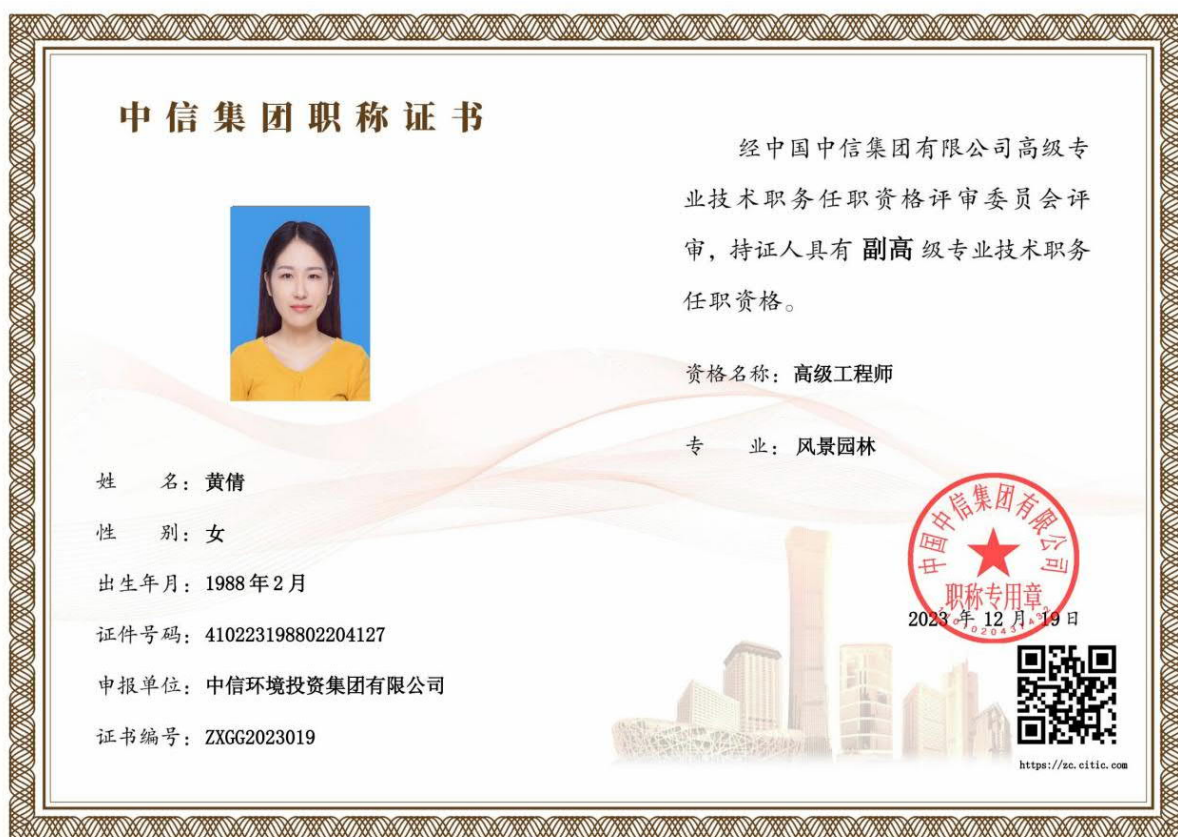 中信集团职称证书
姓 名：黄倩
性 别：女
出生年月：1988年2月
证件号码：410223198802204127
申报单位：中信环境投资集团有限公司
证书编号：ZXGG2023019
经中国中信集团有限公司高级专
业技术职务任职资格评审委员会评
审，持证人具有 副高 级专业技术职务
任职资格。
资格名称：高级工程师
专 业：风景园林
中国中信集团有限公司
职称专用章
2023 年 12 月 19 日
https://zc.citic.com